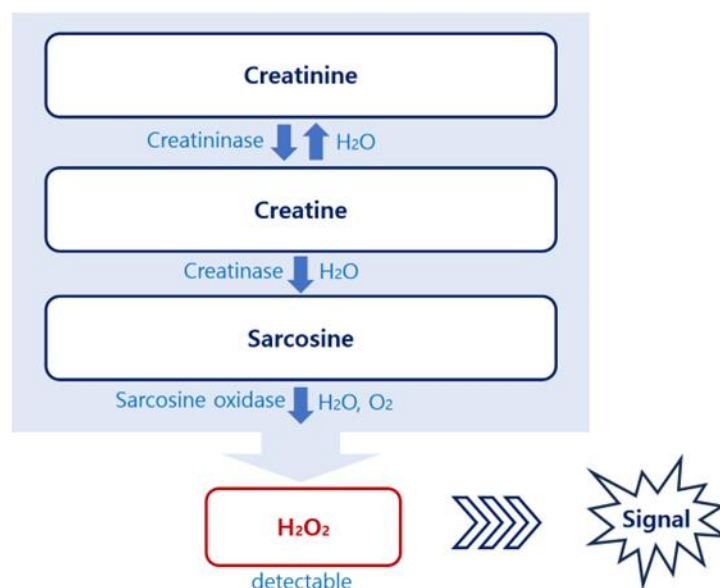 Creatinine
Creatininase H₂O
Creatine
Creatinase H₂O
Sarcosine
Sarcosine oxidase H₂O, O₂
H₂O₂ Signal
detectable